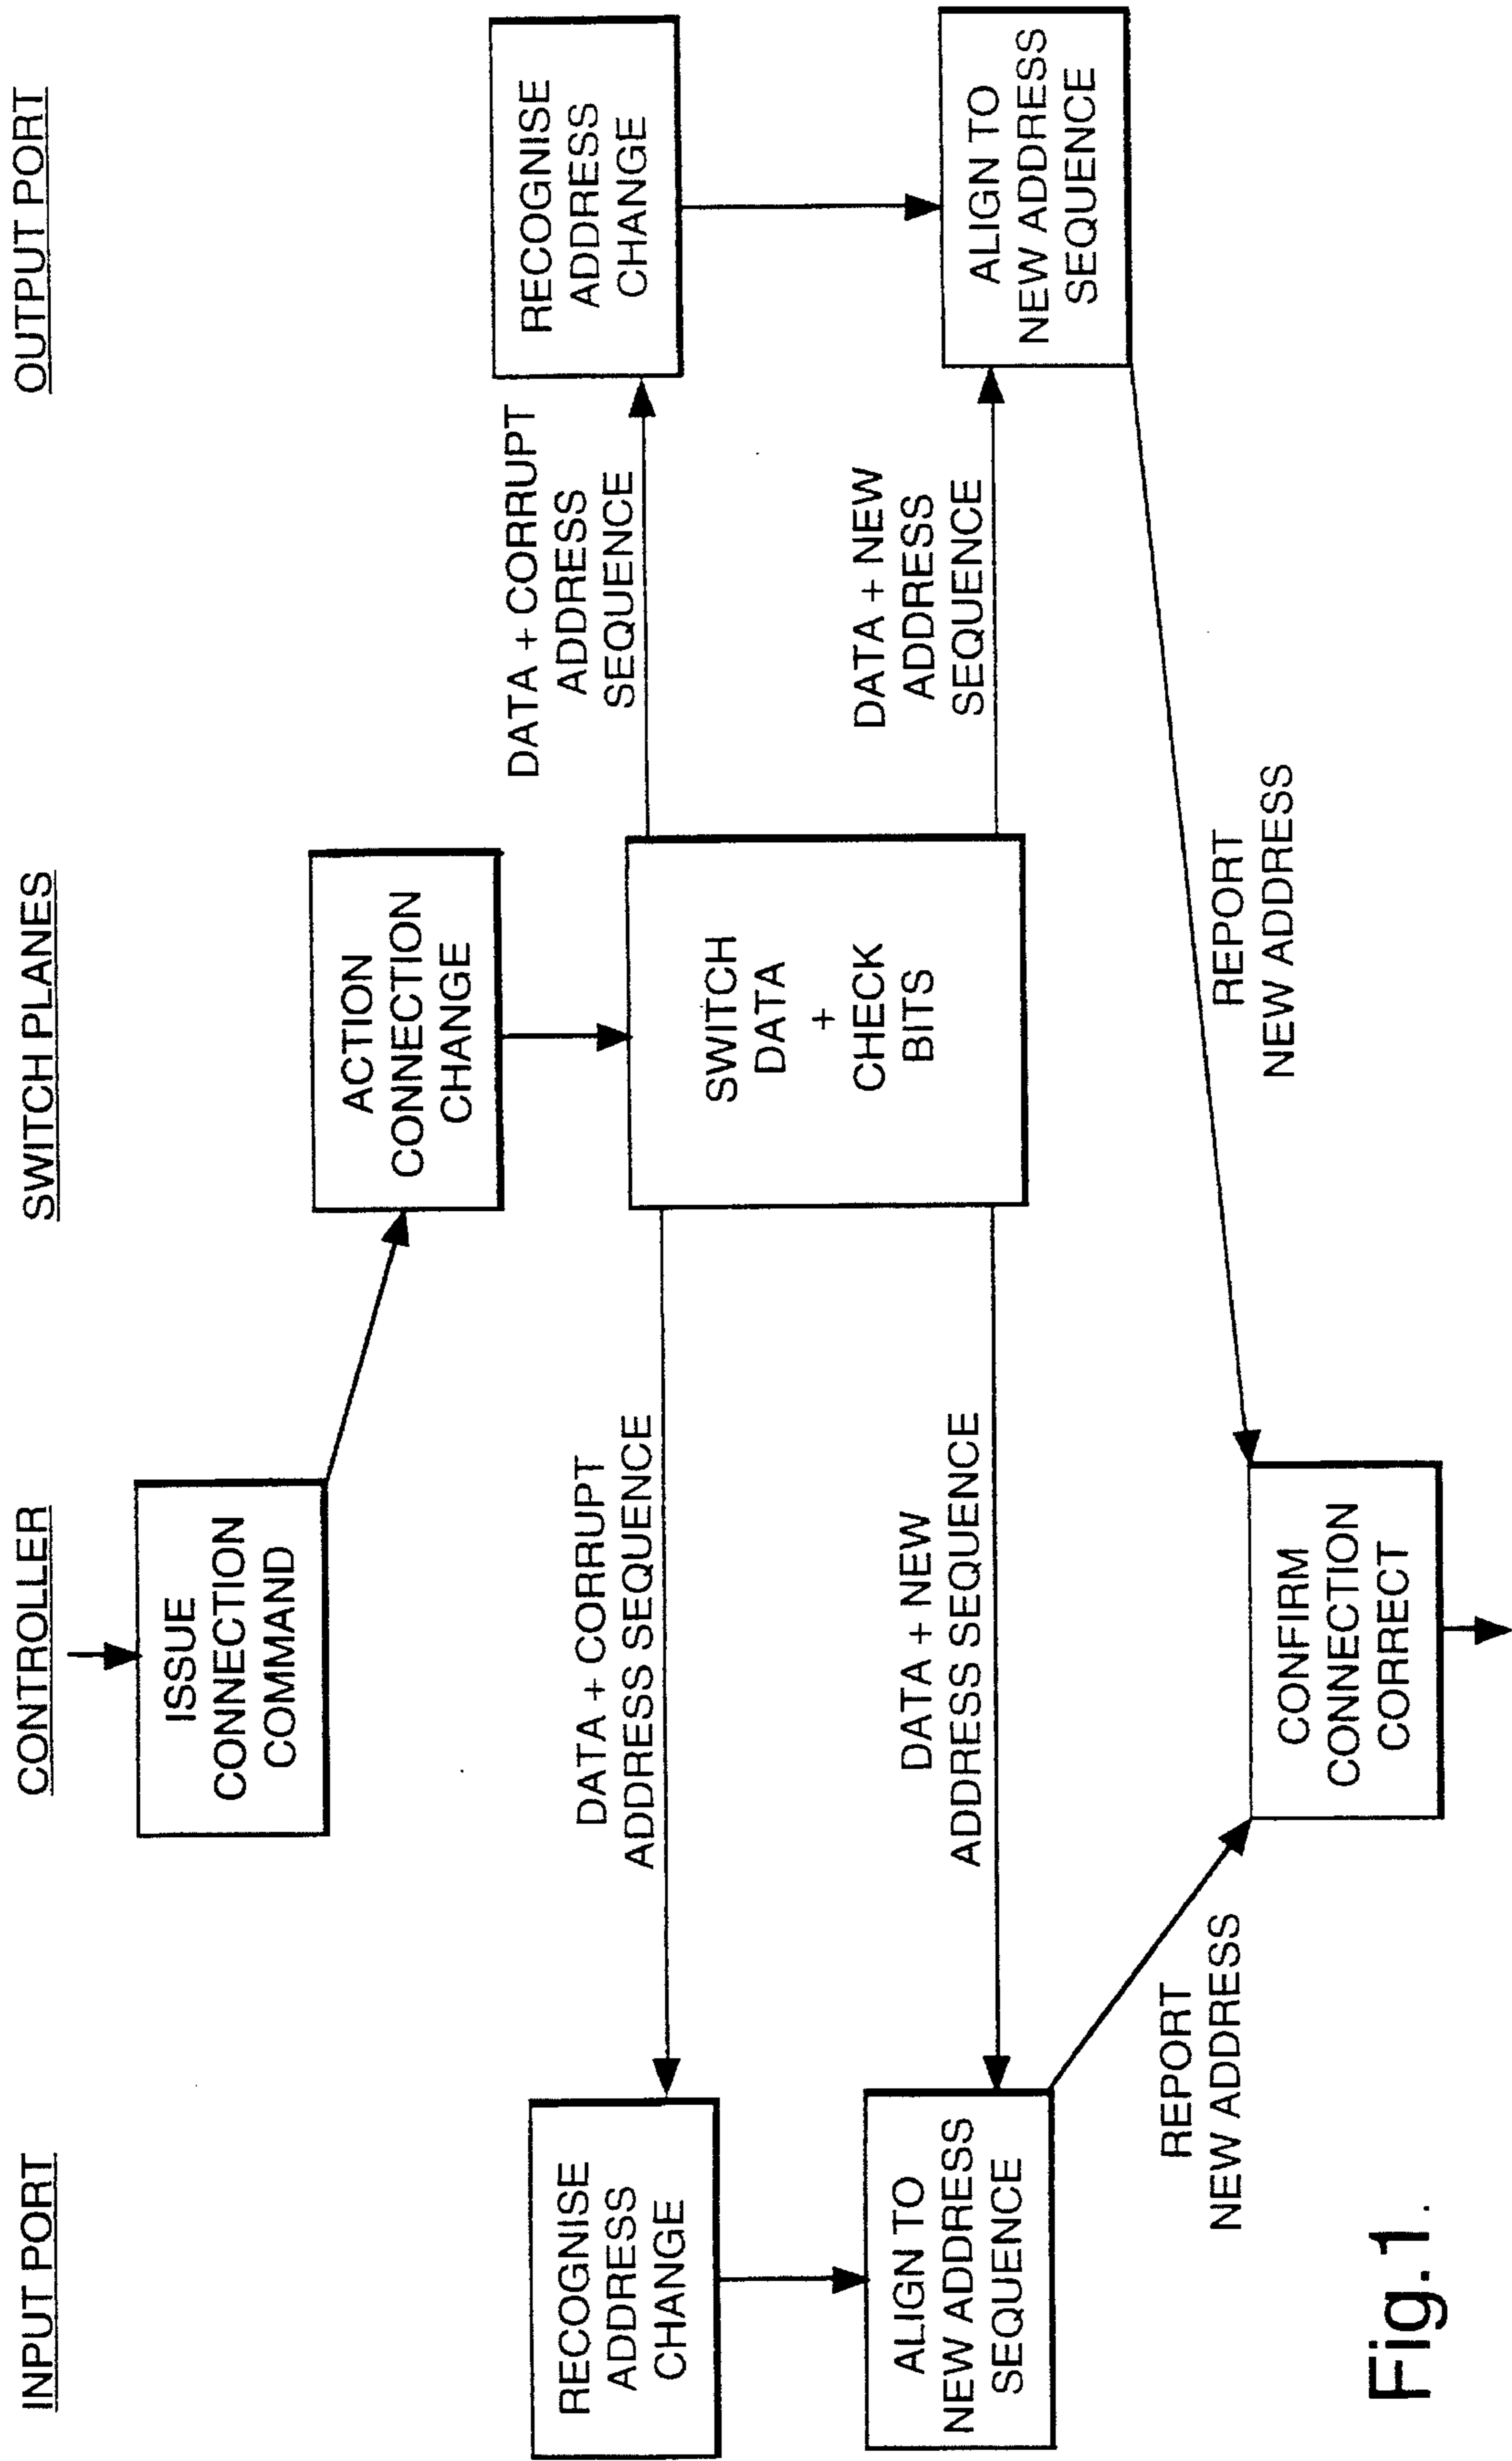 INPUT PORT
CONTROLLER
SWITCH PLANES
OUTPUT PORT
ISSUE
CONNECTION
COMMAND
ACTION
CONNECTION
CHANGE
RECOGNISE
ADDRESS
CHANGE
DATA + CORRUPT
ADDRESS SEQUENCE
SWITCH
DATA
+
CHECK
BITS
DATA + CORRUPT
ADDRESS
SEQUENCE
RECOGNISE
ADDRESS
CHANGE
ALIGN TO
NEW ADDRESS
SEQUENCE
DATA + NEW
ADDRESS SEQUENCE
DATA + NEW
ADDRESS
SEQUENCE
ALIGN TO
NEW ADDRESS
SEQUENCE
REPORT
NEW ADDRESS
REPORT
NEW ADDRESS
CONFIRM
CONNECTION
CORRECT
Fig.1.